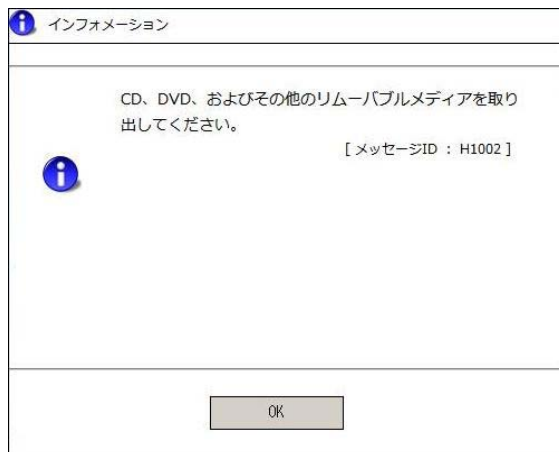 インフォメーション
CD、DVD、およびその他のリムーバブルメディアを取り
出してください。
[ メッセージID : H1002 ]
OK